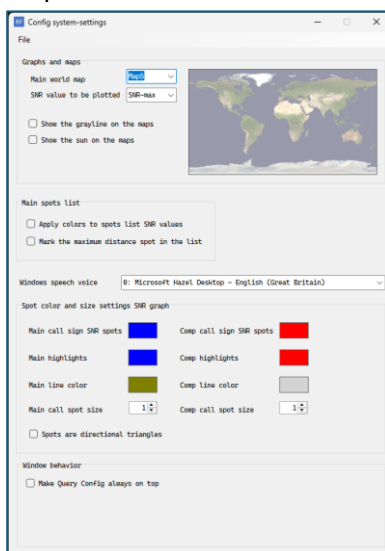 Config system-settings
File
Graphs and maps
Main world map
Map5
SNR value to be plotted
SNR-max
Show the grayline on the maps
Show the sun on the maps
Main spots list
Apply colors to spots list SNR values
Mark the maximum distance spot in the list
Windows speech voice
0: Microsoft Hazel Desktop - English (Great Britain)
Spot color and size settings SNR graph
Main call sign SNR spots
Comp call sign SNR spots
Main highlights
Comp highlights
Main line color
Comp line color
Main call spot size
1
Comp call spot size
1
Spots are directional triangles
Window behavior
Make Query Config always on top